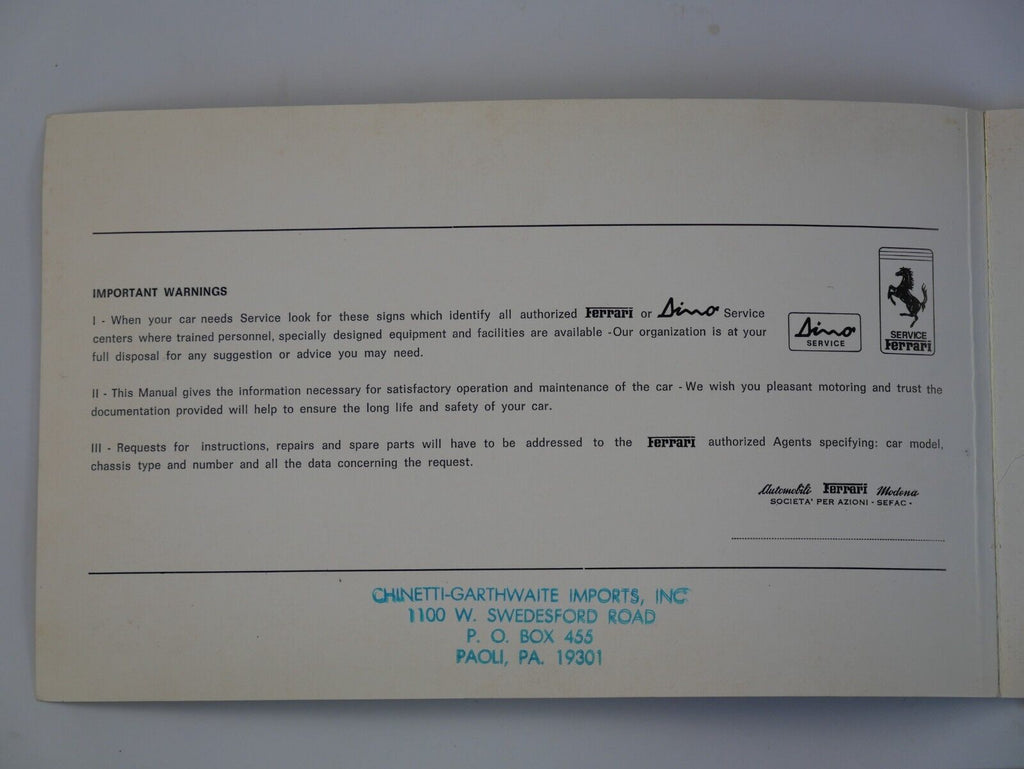 IMPORTANT WARNINGS
I - When your car needs Service look for these signs which identify all authorized Ferrari or Dino Service
centers where trained personnel, specially designed equipment and facilities are available - Our organization is at your
full disposal for any suggestion or advice you may need.
Dino
SERVICE
SERVICE
Ferrari
II - This Manual gives the information necessary for satisfactory operation and maintenance of the car - We wish you pleasant motoring and trust the
documentation provided will help to ensure the long life and safety of your car.
III - Requests for instructions, repairs and spare parts will have to be addressed to the Ferrari authorized Agents specifying: car model,
chassis type and number and all the data concerning the request.
Automobili Ferrari Modena
SOCIETA' PER AZIONI - SEFAC -
CHINETTI-GARTHWAITE IMPORTS, INC
1100 W. SWEDESFORD ROAD
P. O. BOX 455
PAOLI, PA. 19301